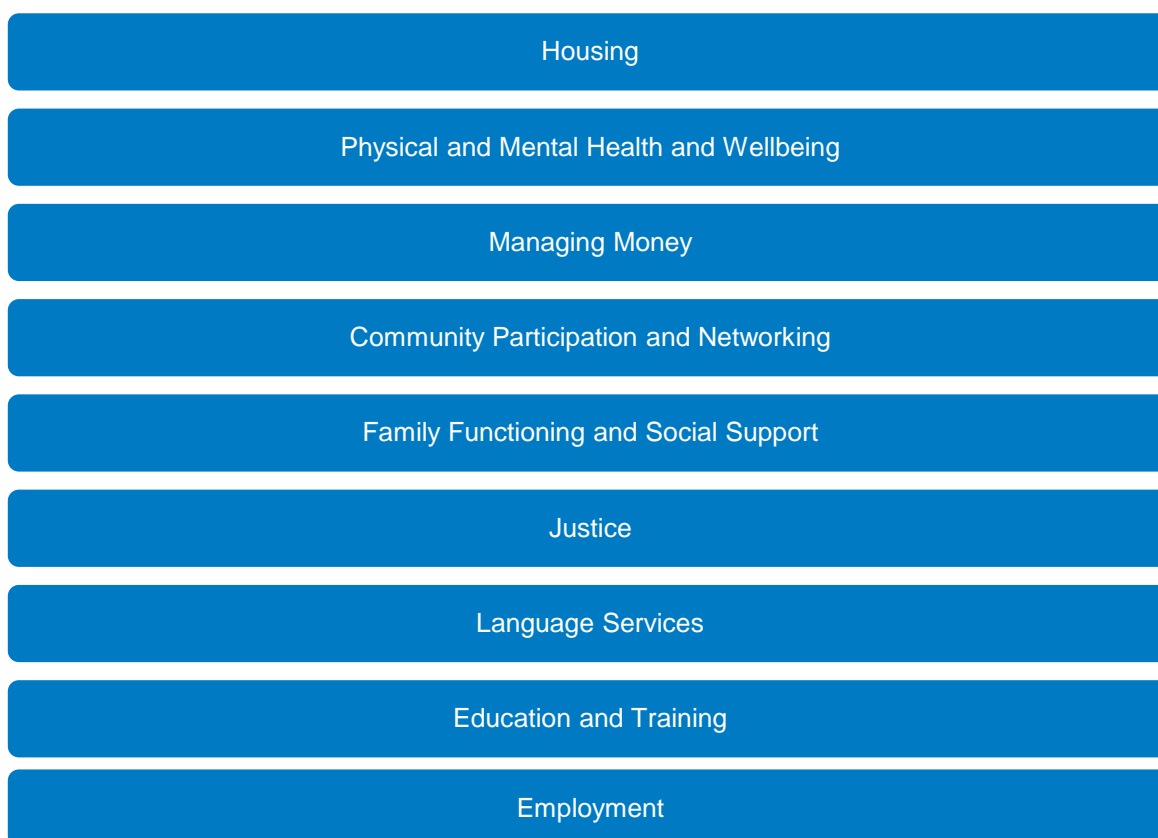 Housing
Physical and Mental Health and Wellbeing
Managing Money
Community Participation and Networking
Family Functioning and Social Support
Justice
Language Services
Education and Training
Employment